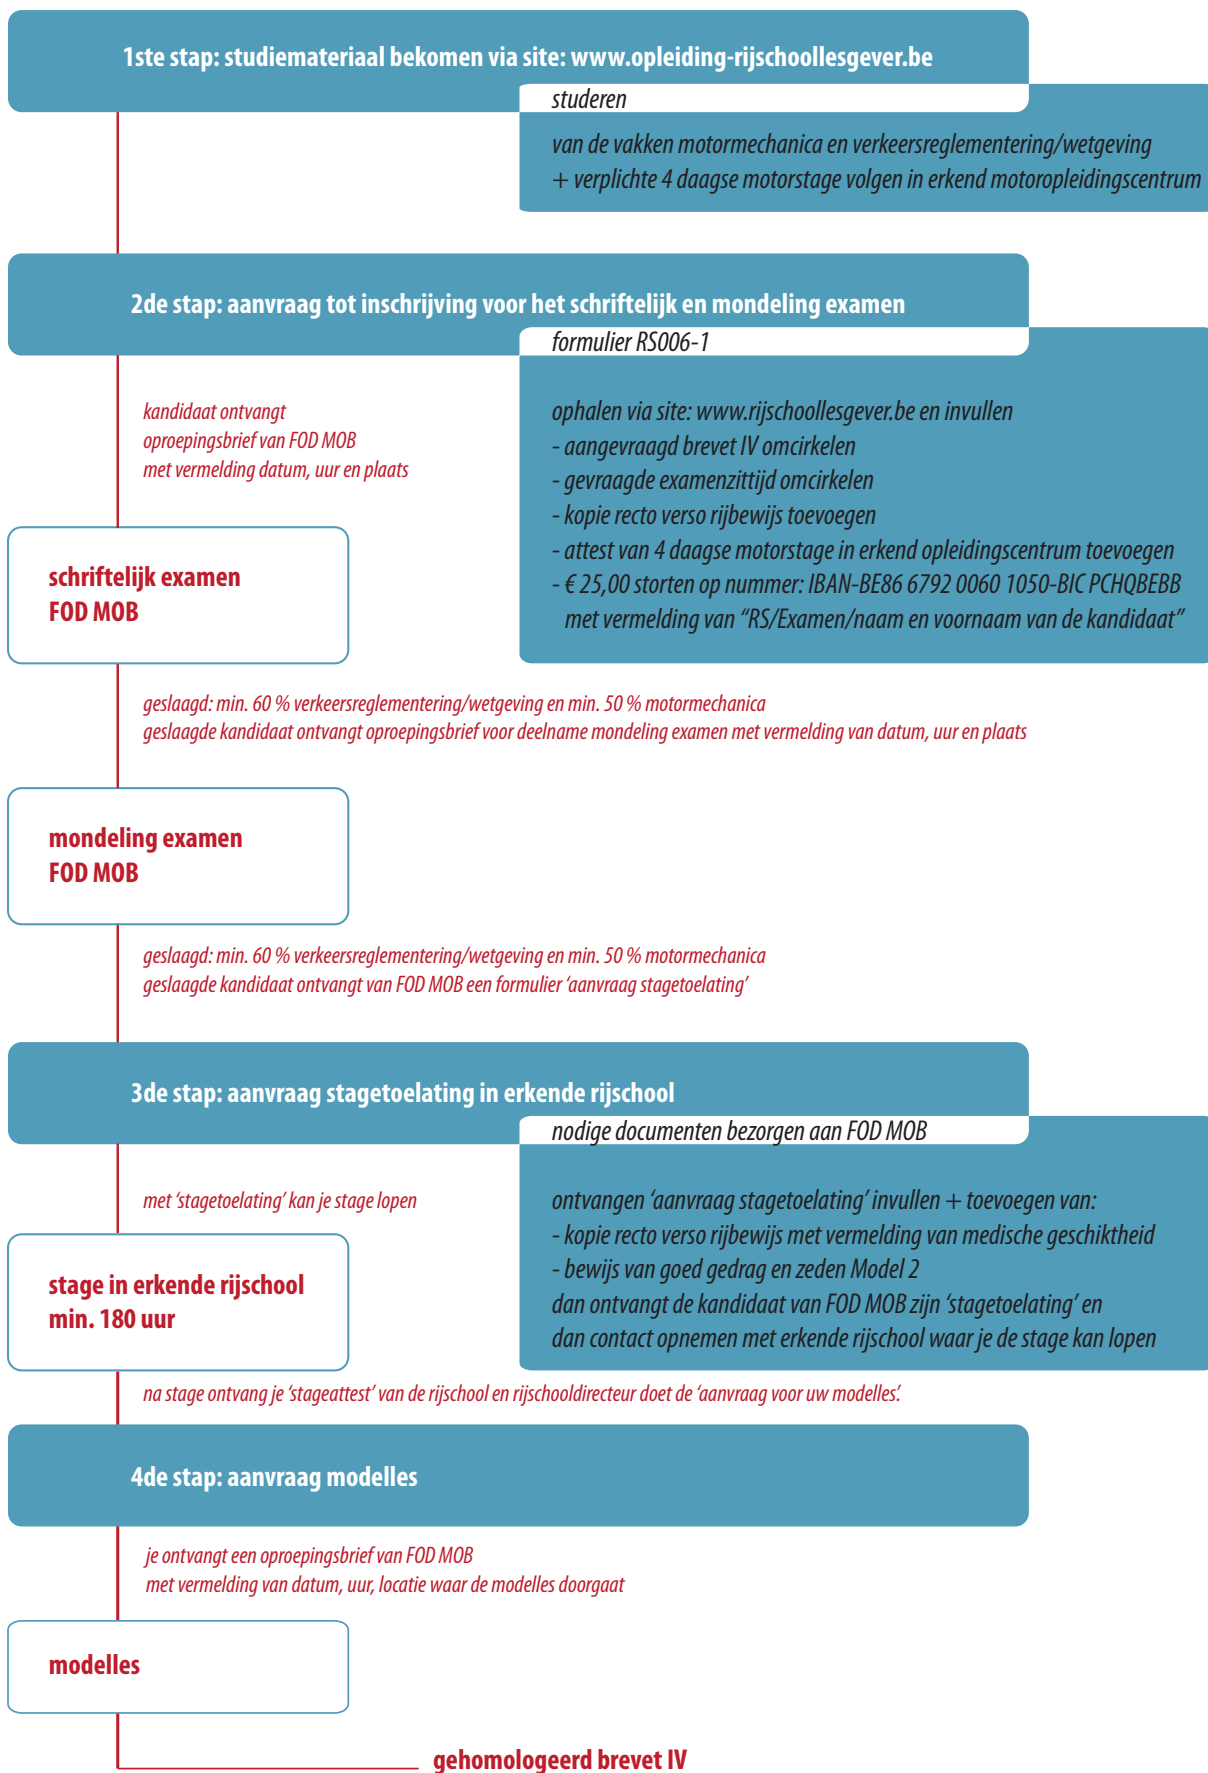 1ste stap: studiemateriaal bekomen via site: www.opleiding-rijschoollesgever.be
studeren
van de vakken motormechanica en verkeersreglementering/wetgeving
+ verplichte 4 daagse motorstage volgen in erkend motoropleidingscentrum
2de stap: aanvraag tot inschrijving voor het schriftelijk en mondeling examen
formulier RS006-1
kandidaat ontvangt
oproepingsbrief van FOD MOB
met vermelding datum, uur en plaats
ophalen via site: www.rijschoollesgever.be en invullen
- aangevraagd brevet IV omcirkelen
- gevraagde examenzittijd omcirkelen
- kopie recto verso rijbewijs toevoegen
- attest van 4 daagse motorstage in erkend opleidingscentrum toevoegen
- € 25,00 storten op nummer: IBAN-BE86 6792 0060 1050-BIC PCHQBEBB
met vermelding van “RS/Examen/naam en voornaam van de kandidaat”
schriftelijk examen
FOD MOB
geslaagd: min. 60 % verkeersreglementering/wetgeving en min. 50 % motormechanica
geslaagde kandidaat ontvangt oproepingsbrief voor deelname mondeling examen met vermelding van datum, uur en plaats
mondeling examen
FOD MOB
geslaagd: min. 60 % verkeersreglementering/wetgeving en min. 50 % motormechanica
geslaagde kandidaat ontvangt van FOD MOB een formulier ‘aanvraag stagetoelating’
3de stap: aanvraag stagetoelating in erkende rijschool
nodige documenten bezorgen aan FOD MOB
met ‘stagetoelating’ kan je stage lopen
ontvangen ‘aanvraag stagetoelating’ invullen + toevoegen van:
- kopie recto verso rijbewijs met vermelding van medische geschiktheid
- bewijs van goed gedrag en zeden Model 2
dan ontvangt de kandidaat van FOD MOB zijn ‘stagetoelating’ en
dan contact opnemen met erkende rijschool waar je de stage kan lopen
stage in erkende rijschool
min. 180 uur
na stage ontvang je ‘stageattest’ van de rijschool en rijschooldirecteur doet de ‘aanvraag voor uw modelles’.
4de stap: aanvraag modelles
je ontvangt een oproepingsbrief van FOD MOB
met vermelding van datum, uur, locatie waar de modelles doorgaat
modelles
gehomologeerd brevet IV